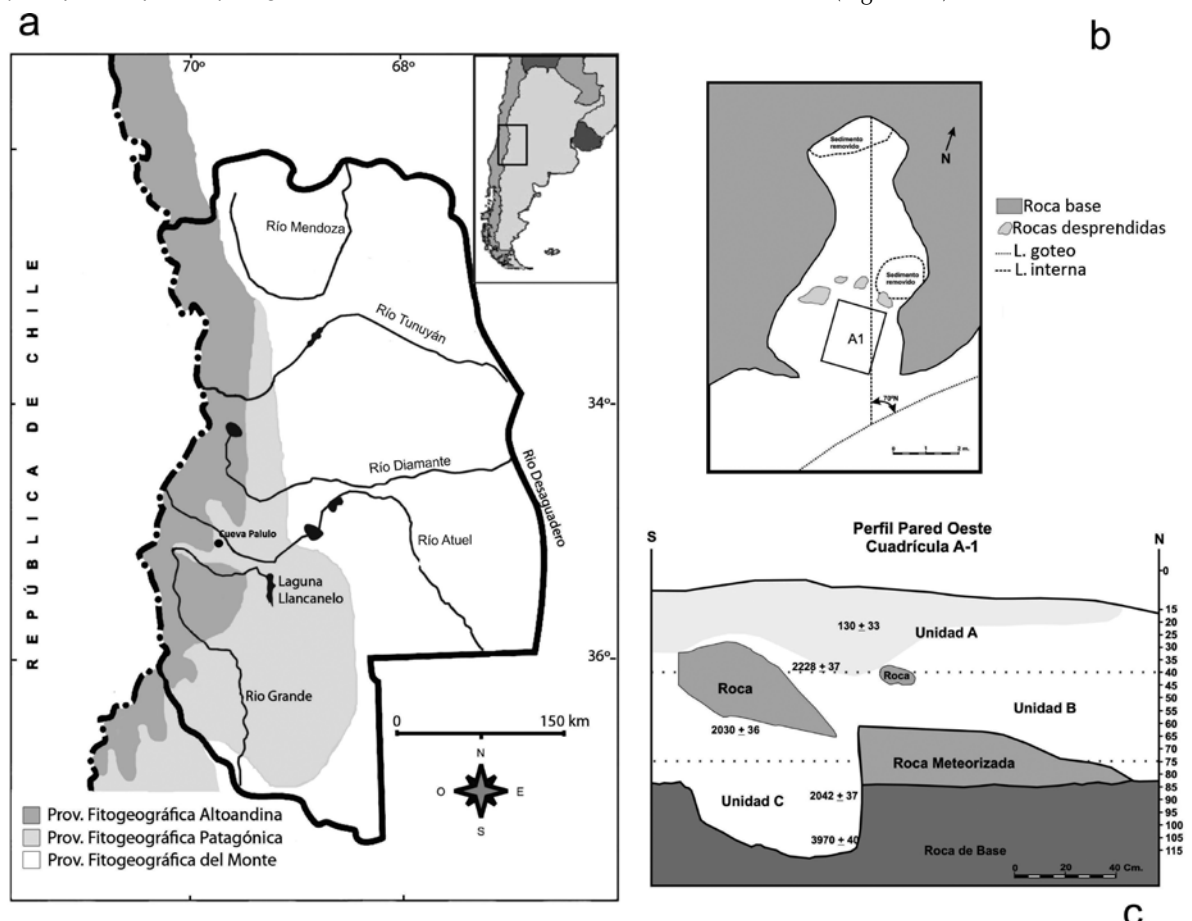 a
70º
68º
Río Mendoza
Río Tunuyán
34º
Río Diamante
Río Desaguadero
Cueva Palulo
Río Atuel
Laguna
Llancanelo
36º
Rio Grande
0
150 km
N
O
E
S
REPÚBLICA DE CHILE
Prov. Fitogeográfica Altoandina
Prov. Fitogeográfica Patagónica
Prov. Fitogeográfica del Monte
b
Sedimento
removido
N
Sedimento
removido
A1
70ºN
0 1 2 m.
Roca base
Rocas desprendidas
L. goteo
L. interna
Perfil Pared Oeste
Cuadrícula A-1
S
N
0
15
20
25
30
35
40
45
50
55
60
65
70
75
80
85
90
95
100
105
115
130 ± 33
Unidad A
2228 ± 37
Roca
Roca
Unidad B
2030 ± 36
Roca Meteorizada
Unidad C
2042 ± 37
3970 ± 40
Roca de Base
0 20 40 Cm.
c